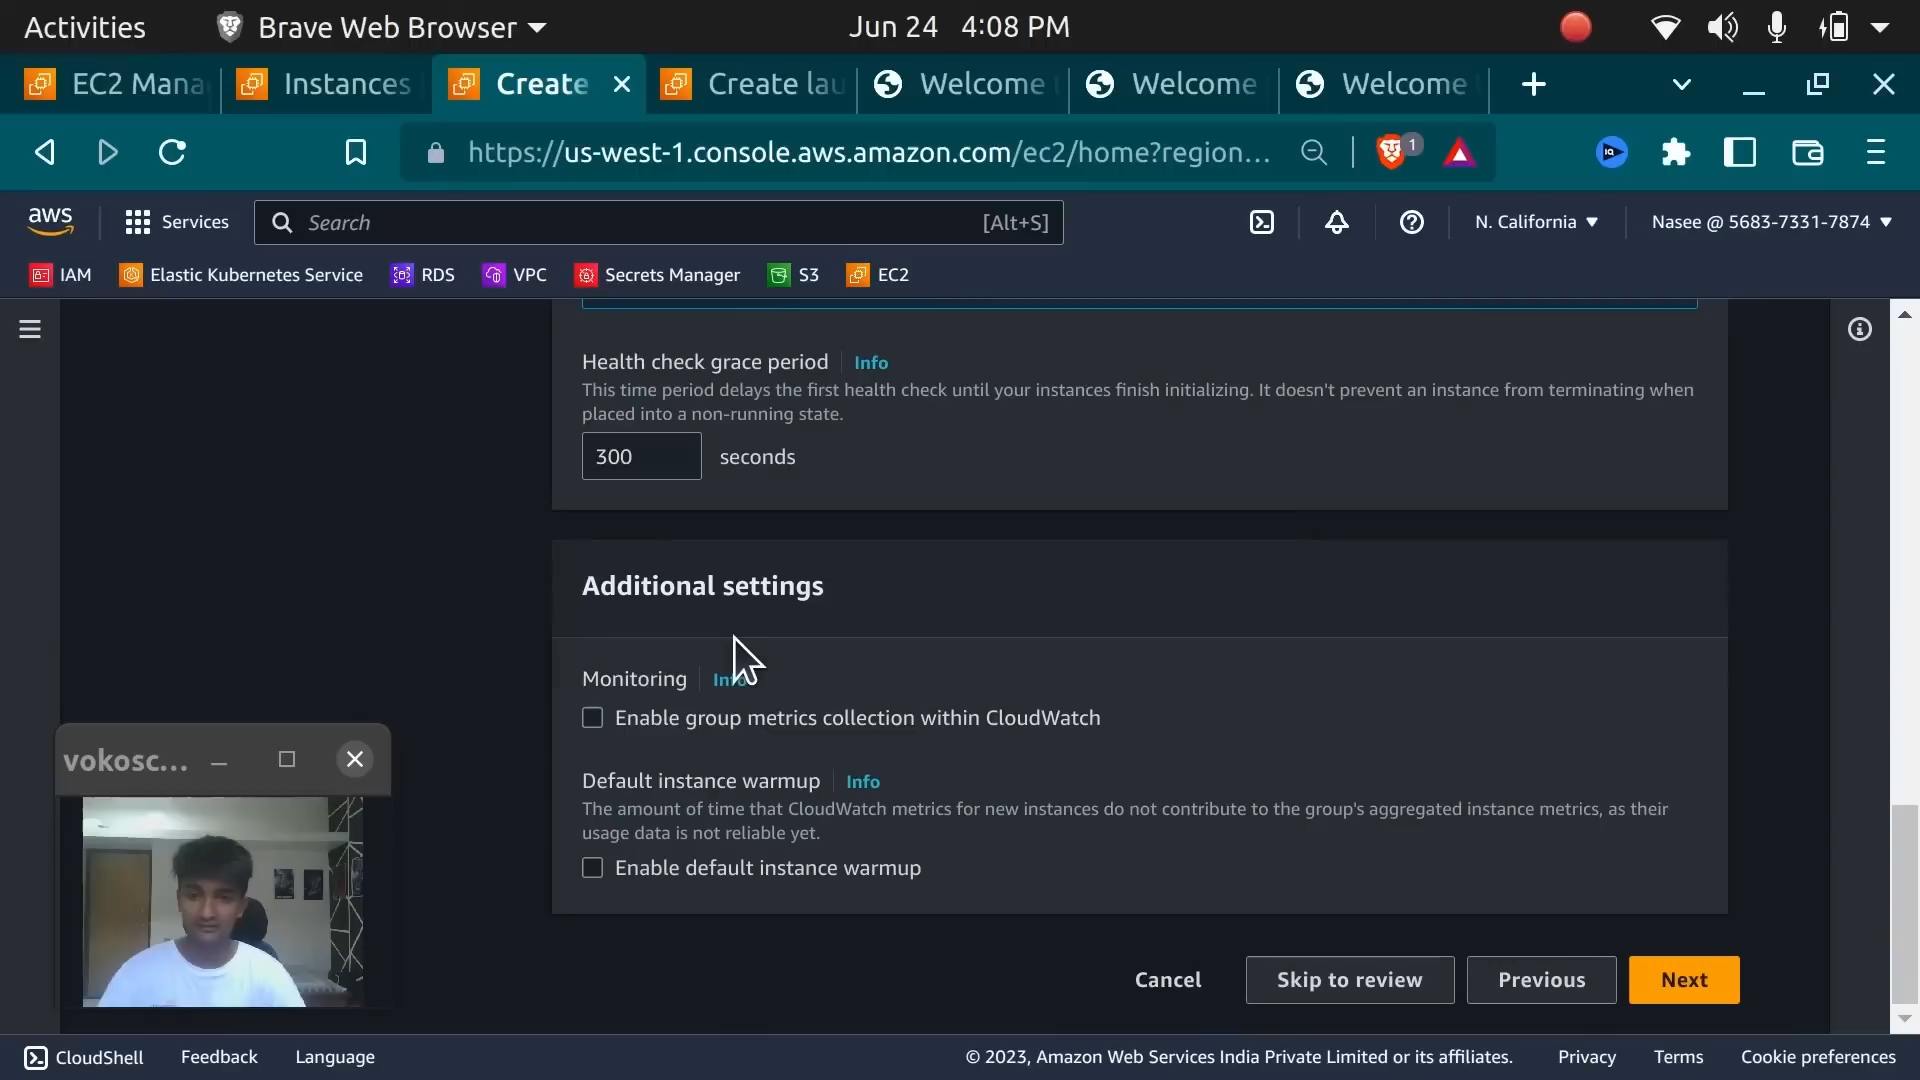 Activities
Brave Web Browser
Jun 24 4:08 PM
EC2 Mana
Instances
Create
Create lau
Welcome
Welcome
Welcome
https://us-west-1.console.aws.amazon.com/ec2/home?region...
1
aws
Services
Search
[Alt+S]
N. California
Nasee @ 5683-7331-7874
IAM
Elastic Kubernetes Service
RDS
VPC
Secrets Manager
S3
EC2
Health check grace period
Info
This time period delays the first health check until your instances finish initializing. It doesn't prevent an instance from terminating when
placed into a non-running state.
300
seconds
Additional settings
Monitoring
Info
Enable group metrics collection within CloudWatch
Default instance warmup
Info
The amount of time that CloudWatch metrics for new instances do not contribute to the group's aggregated instance metrics, as their
usage data is not reliable yet.
Enable default instance warmup
vokosc...
Cancel
Skip to review
Previous
Next
CloudShell
Feedback
Language
© 2023, Amazon Web Services India Private Limited or its affiliates.
Privacy
Terms
Cookie preferences